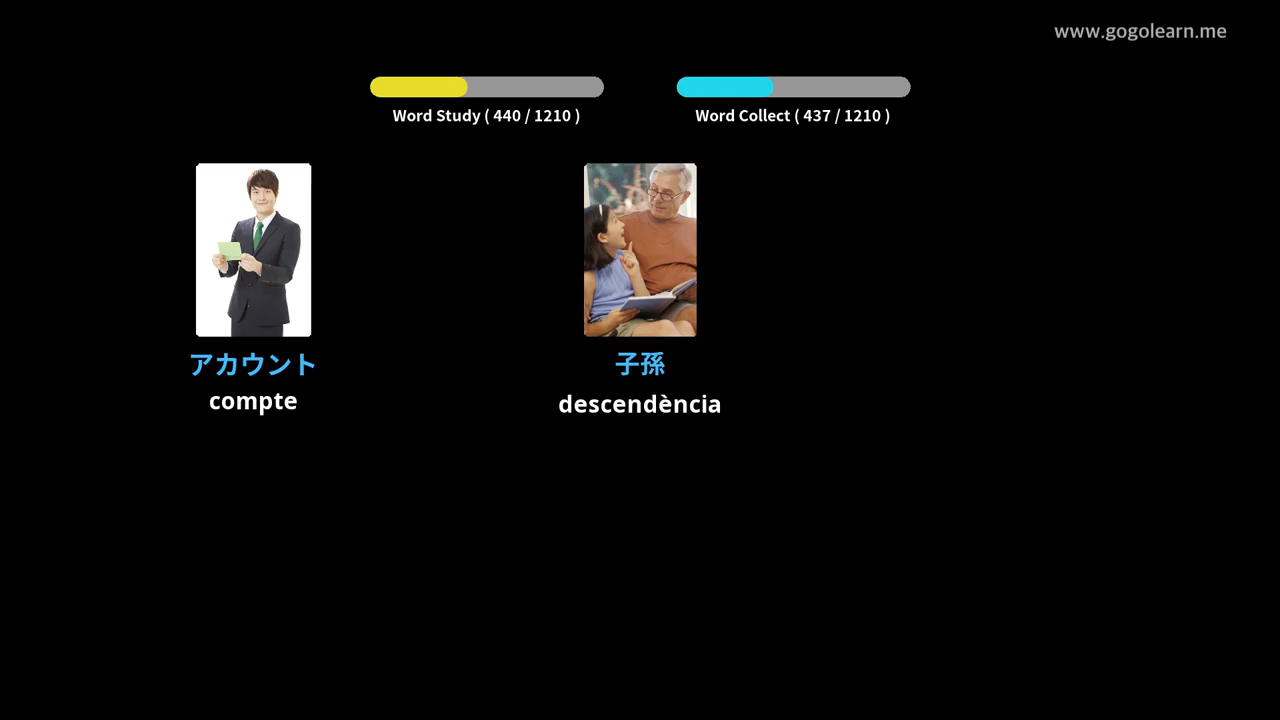 www.gogolearn.me
Word Study ( 440 / 1210 )
Word Collect ( 437 / 1210 )
アカウント
compte
子孫
descendència